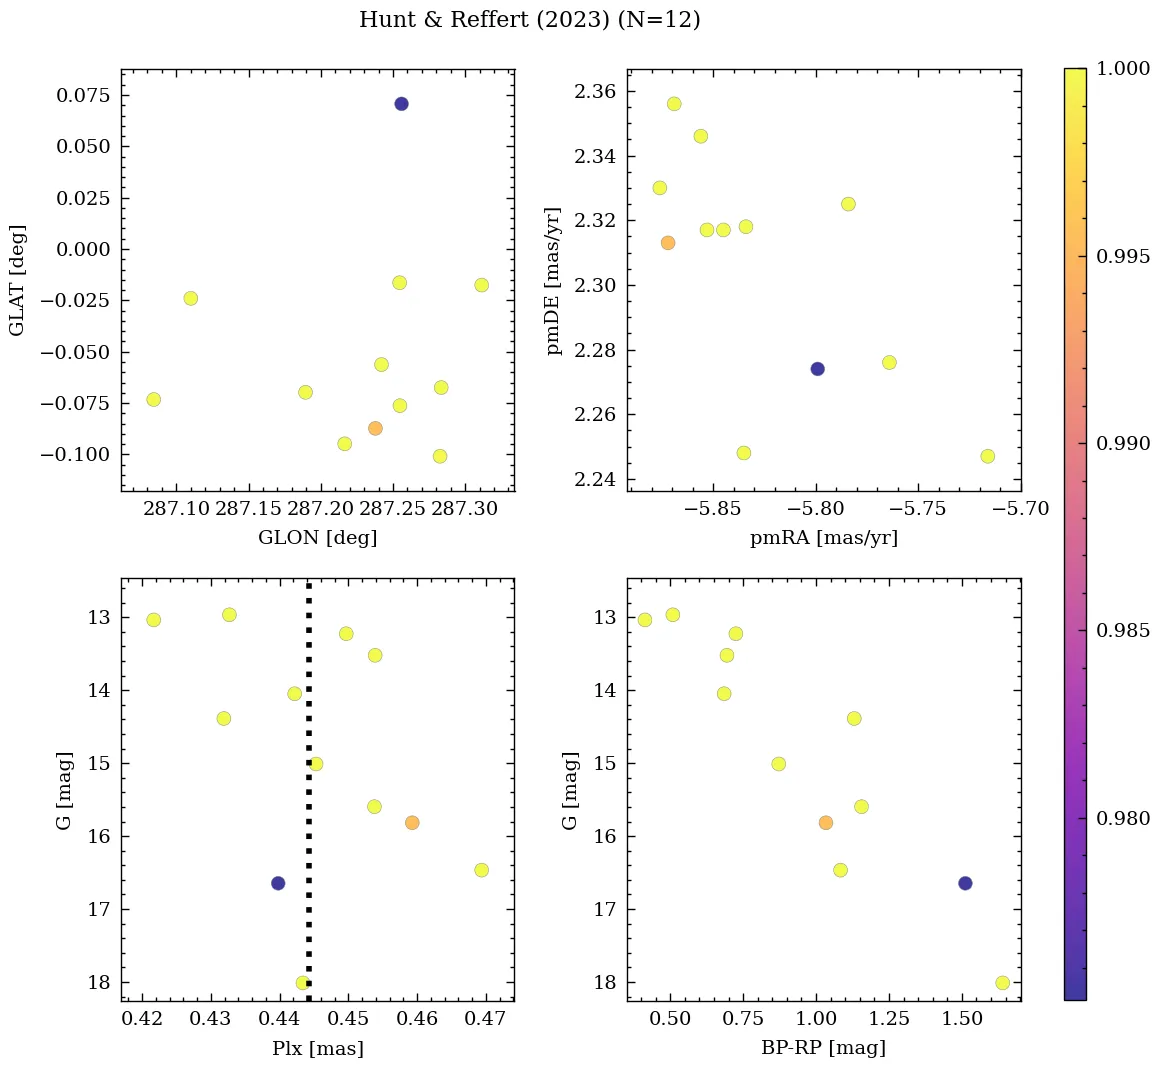 Hunt & Reffert (2023) (N=12)
0.075
0.050
0.025
0.000
−0.025
−0.050
−0.075
−0.100
GLAT [deg]
287.10 287.15 287.20 287.25 287.30
GLON [deg]
2.36
2.34
2.32
2.30
2.28
2.26
2.24
pmDE [mas/yr]
−5.85 −5.80 −5.75 −5.70
pmRA [mas/yr]
13
14
15
16
17
18
G [mag]
0.42 0.43 0.44 0.45 0.46 0.47
Plx [mas]
13
14
15
16
17
18
G [mag]
0.50 0.75 1.00 1.25 1.50
BP-RP [mag]
1.000
0.995
0.990
0.985
0.980